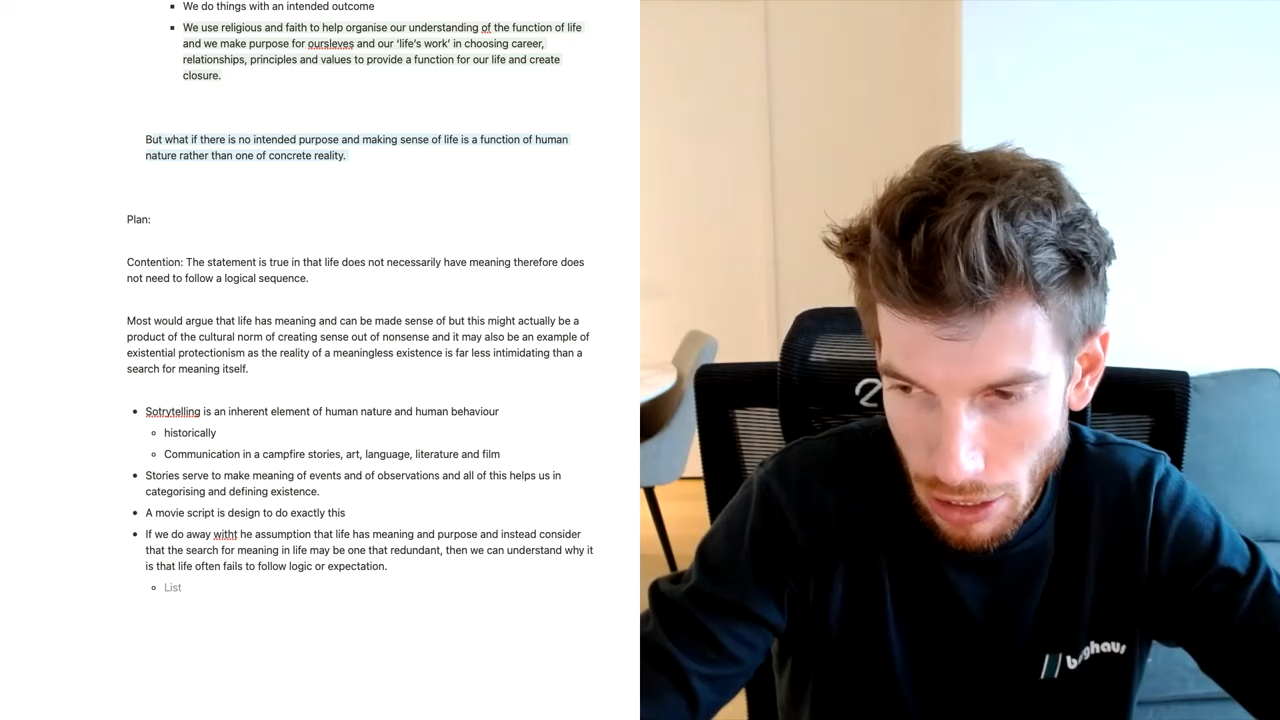 We do things with an intended outcome
We use religious and faith to help organise our understanding of the function of life
and we make purpose for oursleves and our ‘life’s work’ in choosing career,
relationships, principles and values to provide a function for our life and create
closure.
But what if there is no intended purpose and making sense of life is a function of human
nature rather than one of concrete reality.
Plan:
Contention: The statement is true in that life does not necessarily have meaning therefore does
not need to follow a logical sequence.
Most would argue that life has meaning and can be made sense of but this might actually be a
product of the cultural norm of creating sense out of nonsense and it may also be an example of
existential protectionism as the reality of a meaningless existence is far less intimidating than a
search for meaning itself.
Sotrytelling is an inherent element of human nature and human behaviour
historically
Communication in a campfire stories, art, language, literature and film
Stories serve to make meaning of events and of observations and all of this helps us in
categorising and defining existence.
A movie script is design to do exactly this
If we do away witht he assumption that life has meaning and purpose and instead consider
that the search for meaning in life may be one that redundant, then we can understand why it
is that life often fails to follow logic or expectation.
List
berghaus